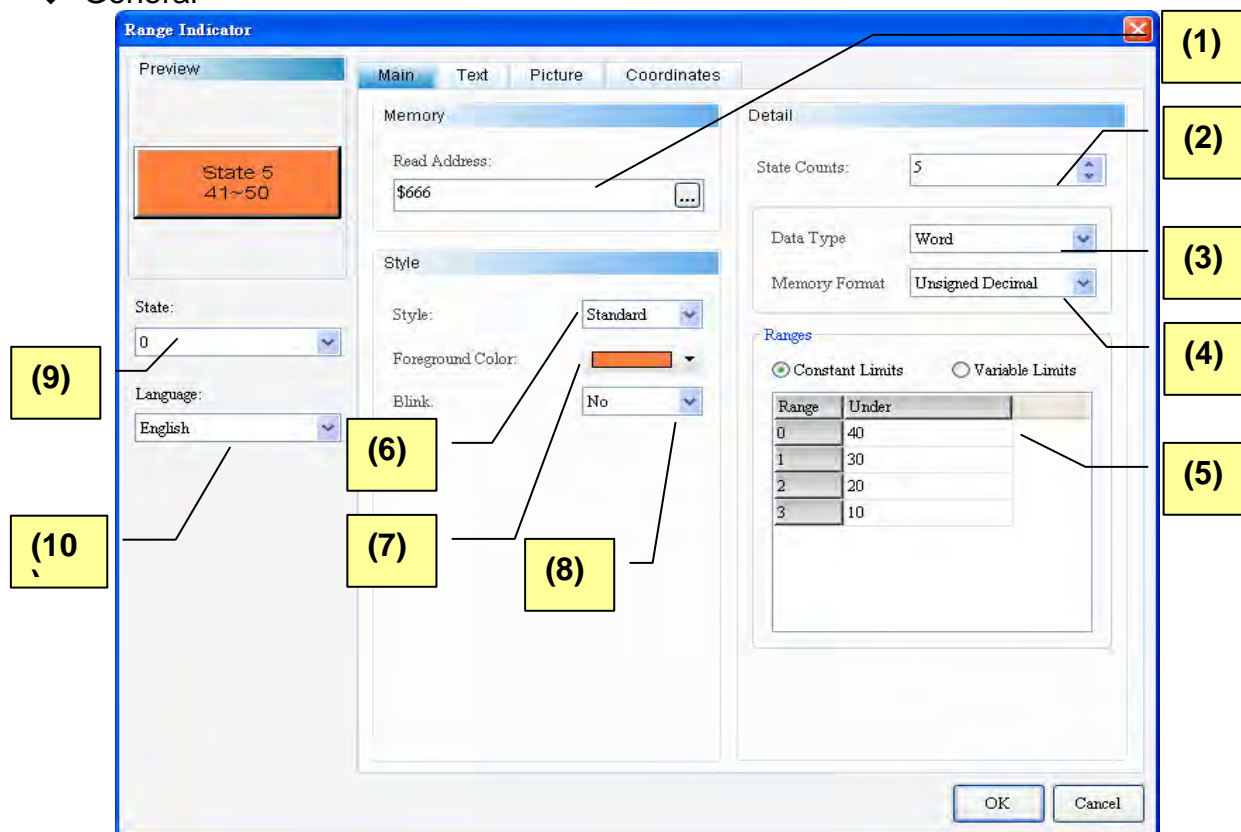 General
Range Indicator
(1)
Preview
Main Text Picture Coordinates
Memory
Detail
(2)
Read Address:
State Counts: 5
State 5
41~50
$666 ...
Data Type Word
(3)
Style
Memory Format Unsigned Decimal
State:
Style: Standard
0
Ranges
(4)
Foreground Color:
Constant Limits Variable Limits
(9)
Language:
Blink: No
Range Under
English
0 40
(6)
1 30
(5)
2 20
3 10
(10
)
(7)
(8)
OK Cancel